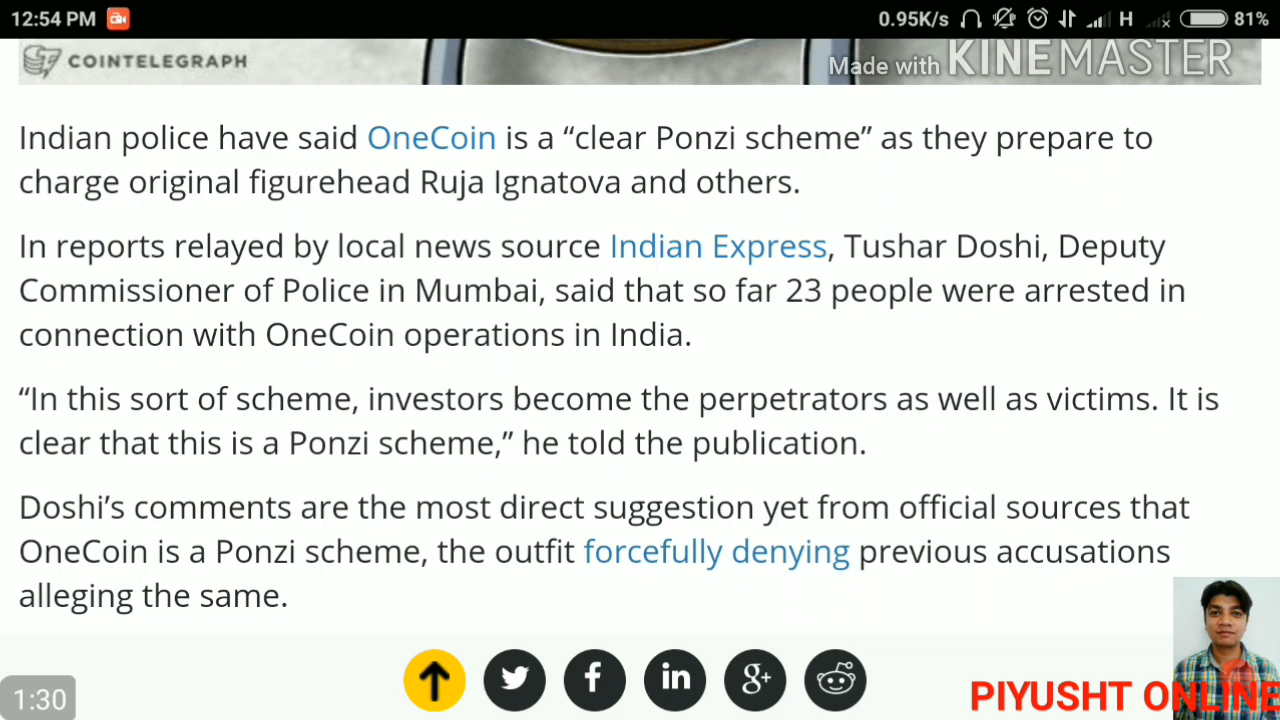 12:54 PM 0.95K/s H 81%
COINTELEGRAPH
Made with KINEMASTER
Indian police have said OneCoin is a “clear Ponzi scheme” as they prepare to
charge original figurehead Ruja Ignatova and others.
In reports relayed by local news source Indian Express, Tushar Doshi, Deputy
Commissioner of Police in Mumbai, said that so far 23 people were arrested in
connection with OneCoin operations in India.
“In this sort of scheme, investors become the perpetrators as well as victims. It is
clear that this is a Ponzi scheme,” he told the publication.
Doshi’s comments are the most direct suggestion yet from official sources that
OneCoin is a Ponzi scheme, the outfit forcefully denying previous accusations
alleging the same.
f in g+
1:30
PIYUSHT ONLINE